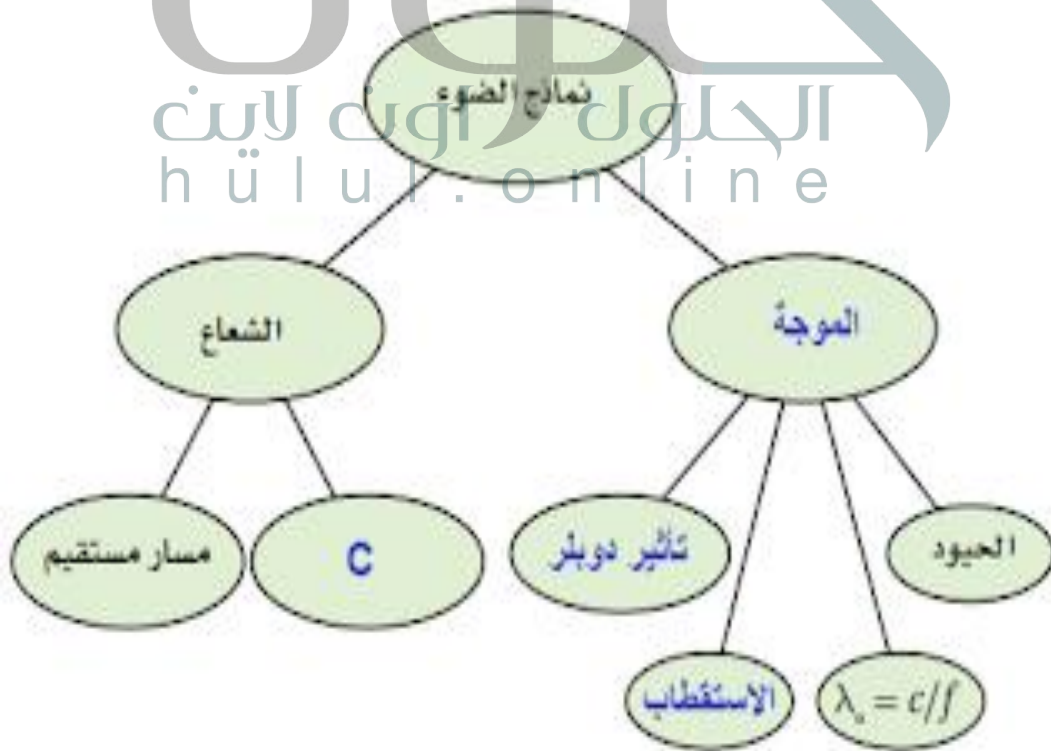 نماذج الضوء
الحلول اون لاين
hulul.online
الموجة
الشعاع
الحيود
تأثير دوبلر
C
مسار مستقيم
λ₀ = c/f
الاستقطاب